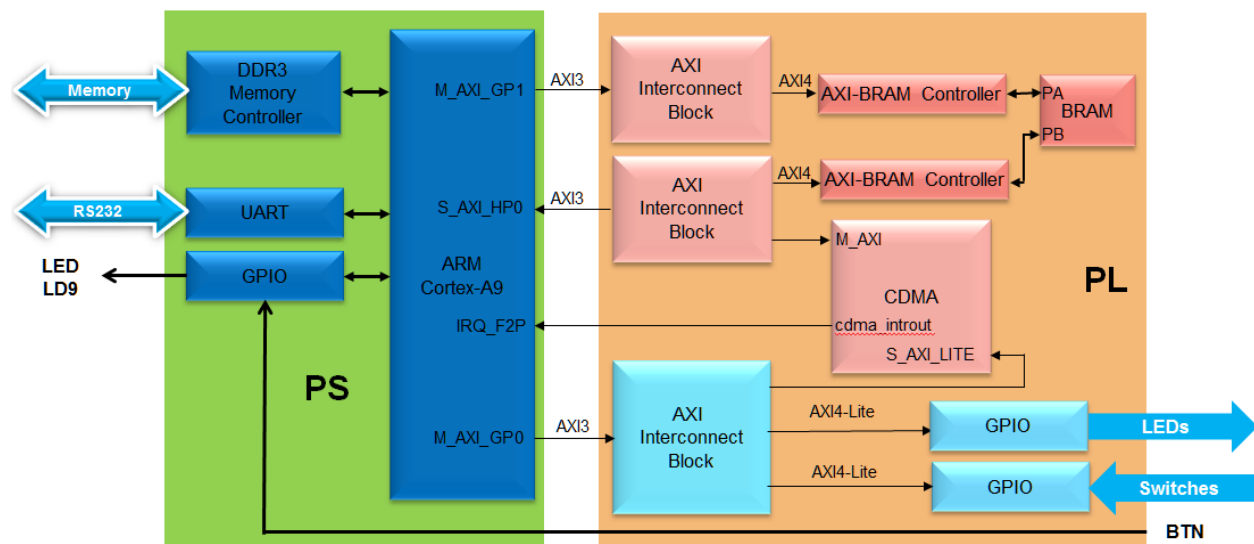 Memory
DDR3
Memory
Controller
RS232
UART
LED
LD9
GPIO
PS
M_AXI_GP1
S_AXI_HP0
ARM
Cortex-A9
IRQ_F2P
M_AXI_GP0
AXI3
AXI
Interconnect
Block
AXI4
AXI-BRAM Controller
PA
BRAM
PB
AXI3
AXI
Interconnect
Block
AXI4
AXI-BRAM Controller
M_AXI
CDMA
cdma_introut
S_AXI_LITE
PL
AXI3
AXI
Interconnect
Block
AXI4-Lite
GPIO
LEDs
AXI4-Lite
GPIO
Switches
BTN